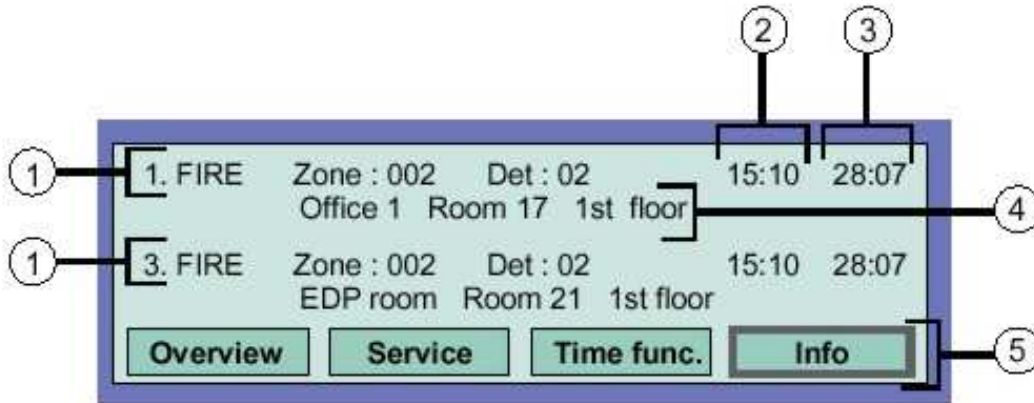 2 3
1 1. FIRE Zone : 002 Det : 02 15:10 28:07
Office 1 Room 17 1st floor 4
1 3. FIRE Zone : 002 Det : 02 15:10 28:07
EDP room Room 21 1st floor
Overview Service Time func. Info 5